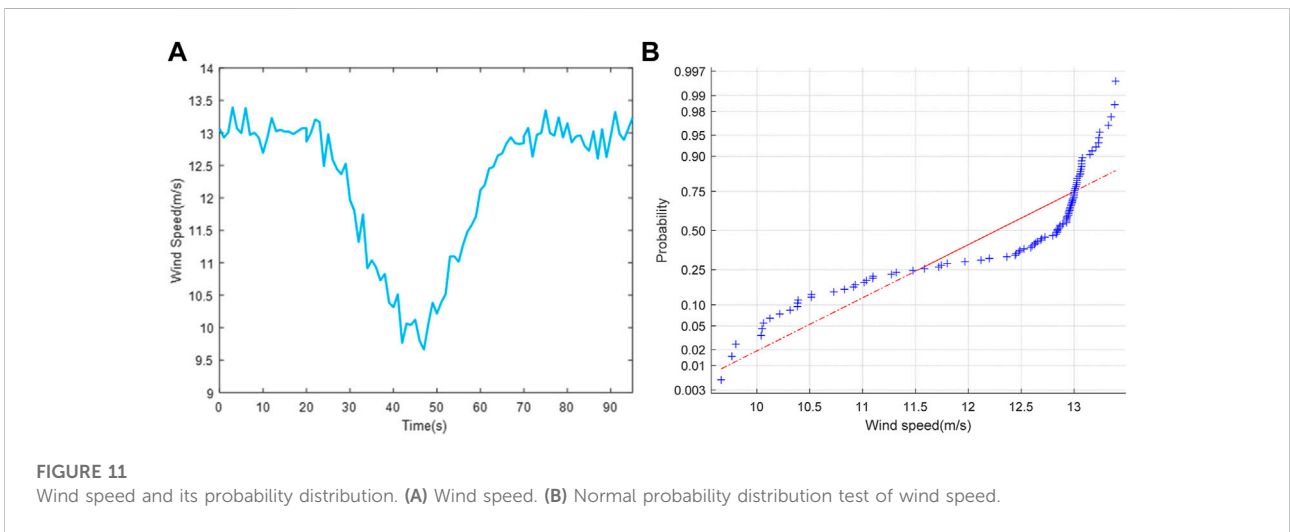 A
B
14
13.5
13
12.5
12
11.5
11
10.5
10
9.5
9
Wind Speed(m/s)
0 10 20 30 40 50 60 70 80 90
Time(s)
0.997
0.99
0.98
0.95
0.90
0.75
0.50
0.25
0.10
0.05
0.02
0.01
0.003
Probability
10 10.5 11 11.5 12 12.5 13
Wind speed(m/s)
FIGURE 11
Wind speed and its probability distribution. (A) Wind speed. (B) Normal probability distribution test of wind speed.